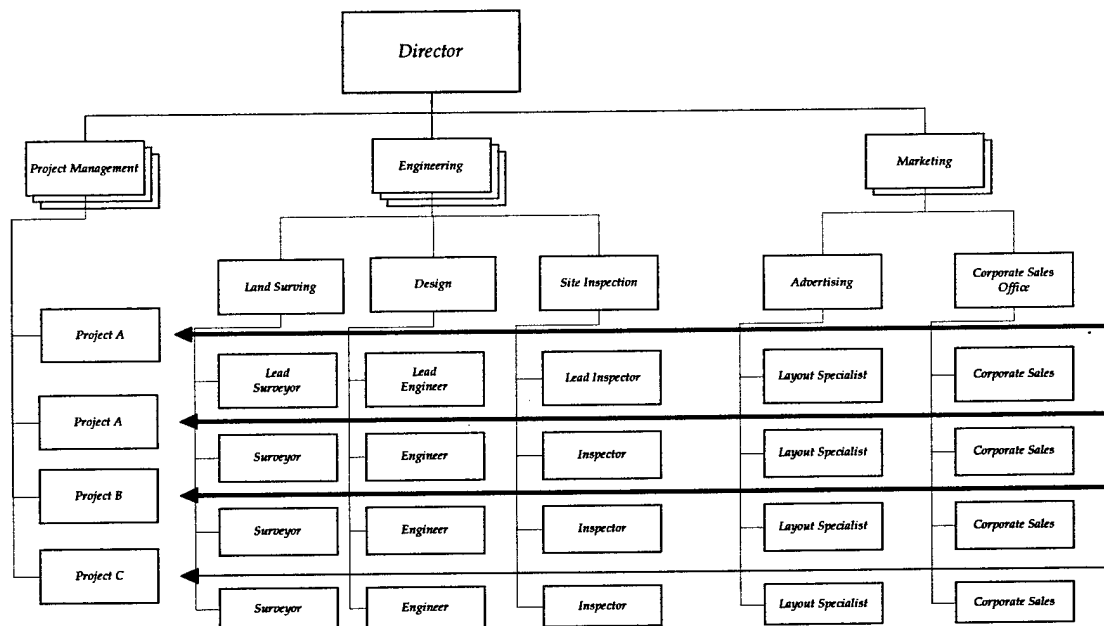 Director
Project Management
Engineering
Marketing
Land Surving
Design
Site Inspection
Advertising
Corporate Sales
Office
Project A
Lead
Surveyor
Lead
Engineer
Lead Inspector
Layout Specialist
Corporate Sales
Project A
Surveyor
Engineer
Inspector
Layout Specialist
Corporate Sales
Project B
Surveyor
Engineer
Inspector
Layout Specialist
Corporate Sales
Project C
Surveyor
Engineer
Inspector
Layout Specialist
Corporate Sales